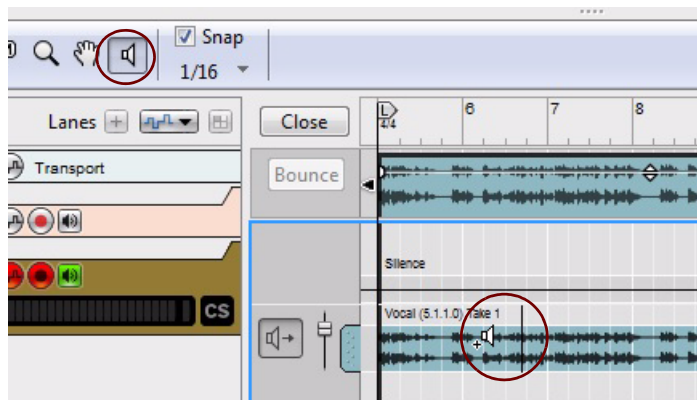 Snap
1/16
Lanes
Close
L
4/4
6
7
8
Transport
Bounce
Silence
Vocal (5.1.1.0) Take 1
CS